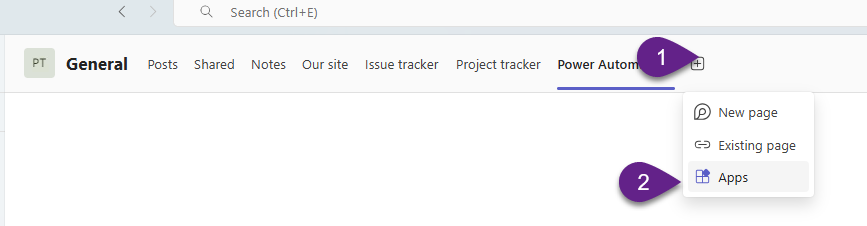 Search (Ctrl+E)
1
PT General Posts Shared Notes Our site Issue tracker Project tracker Power Autom
New page
Existing page
2 Apps